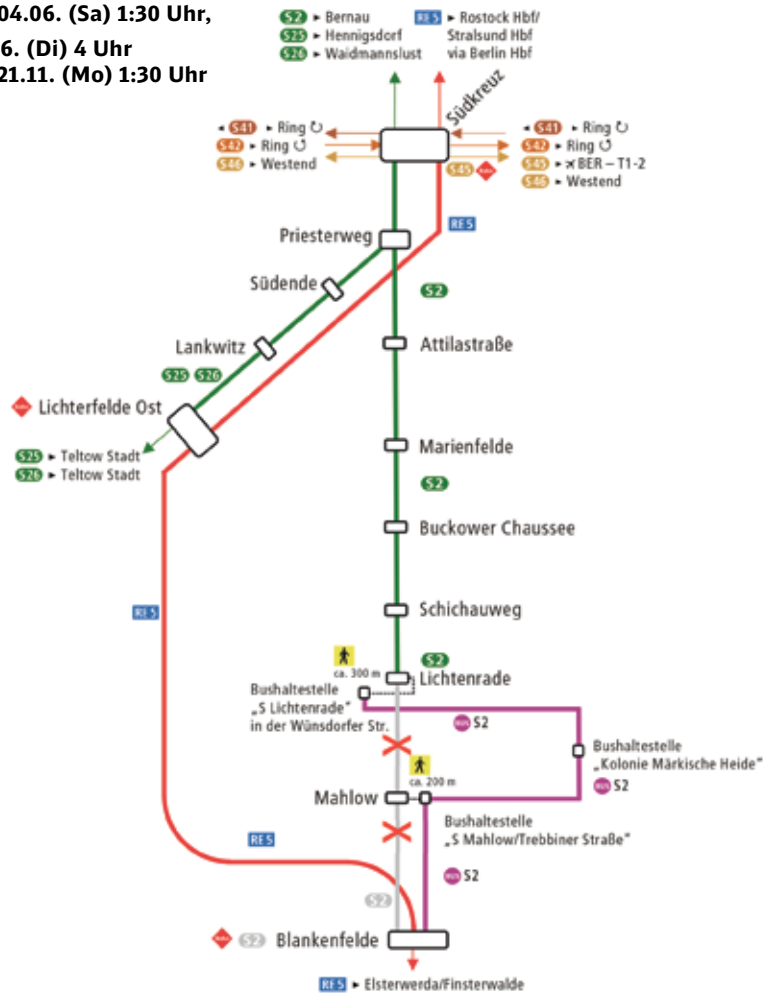 04.06. (Sa) 1:30 Uhr,
6. (Di) 4 Uhr
21.11. (Mo) 1:30 Uhr
S2 ► Bernau
S25 ► Hennigsdorf
S26 ► Waidmannslust
RE5 ► Rostock Hbf/
Stralsund Hbf
via Berlin Hbf
Südkreuz
◄ S41 ► Ring ↻
S42 ► Ring ↺
S46 ► Westend
◄ S41 ► Ring ↻
S42 ► Ring ↺
S45 ► ✈ BER – T1-2
S46 ► Westend
S45
RE5
Priesterweg
Südende
S2
Lankwitz
Attilastraße
S25 S26
Lichterfelde Ost
Marienfelde
S25 ► Teltow Stadt
S26 ► Teltow Stadt
S2
Buckower Chaussee
RE5
Schichauweg
S2
ca. 300 m
Lichtenrade
Bushaltestelle
„S Lichtenrade“
in der Wünsdorfer Str.
BUS S2
Bushaltestelle
„Kolonie Märkische Heide“
BUS S2
ca. 200 m
Mahlow
Bushaltestelle
„S Mahlow/Trebbiner Straße“
RE5
BUS S2
S2
S2 Blankenfelde
RE5 ► Elsterwerda/Finsterwalde